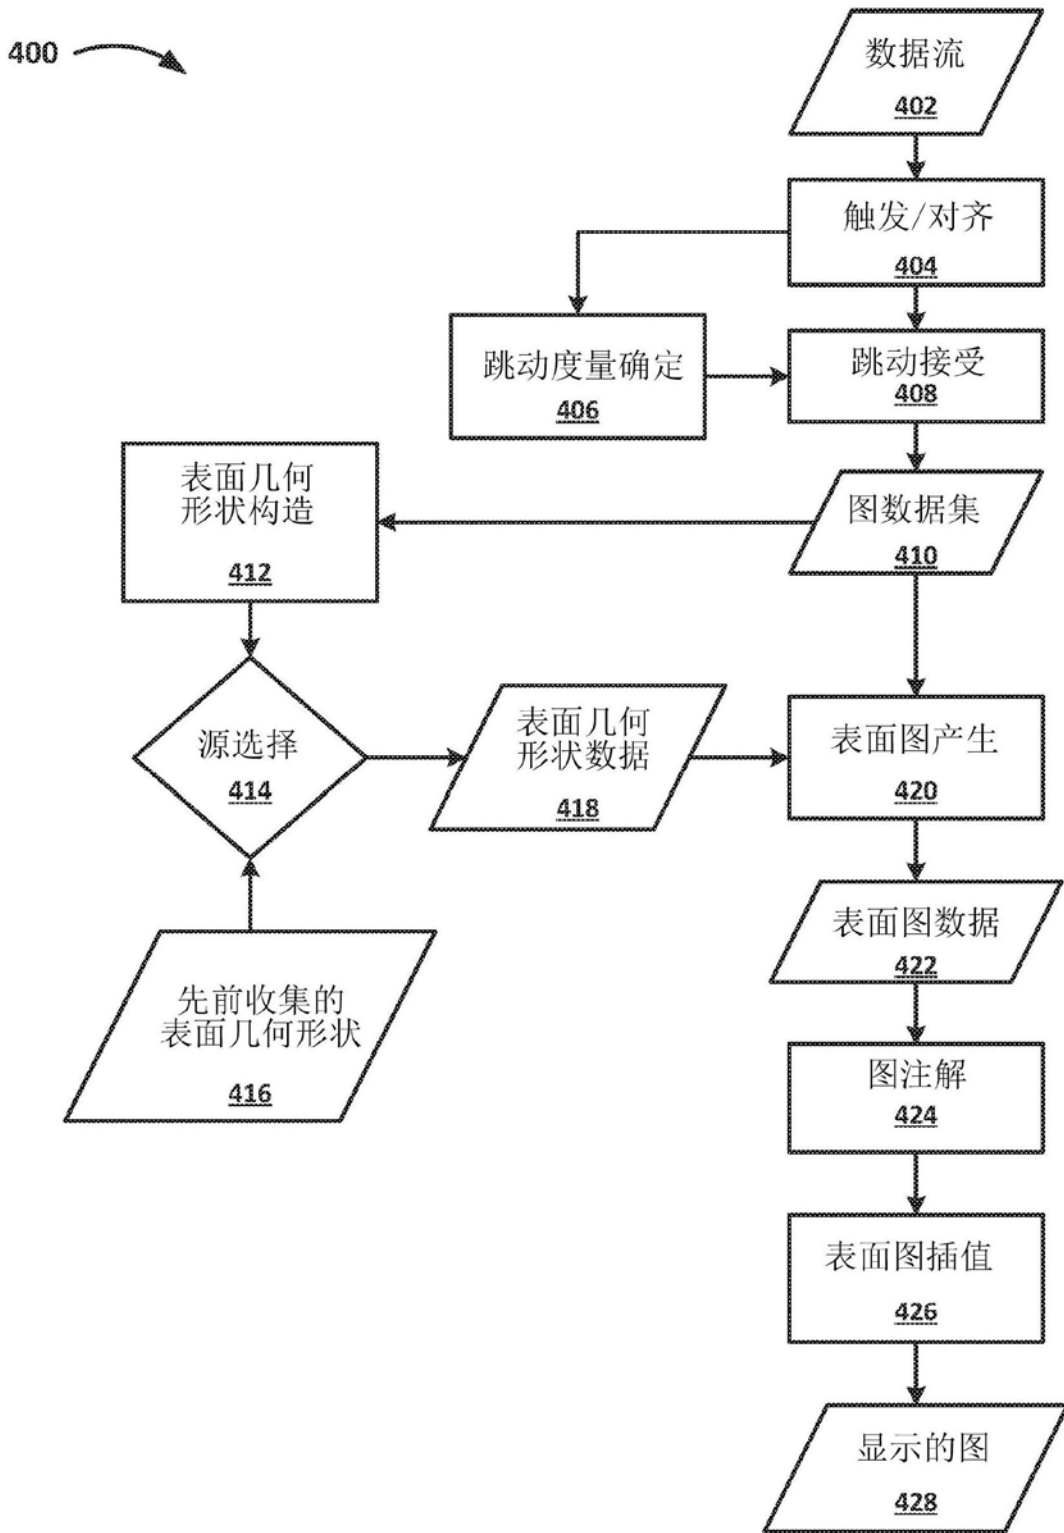 400
数据流
402
触发/对齐
404
跳动度量确定
406
跳动接受
408
图数据集
410
表面几何
形状构造
412
源选择
414
先前收集的
表面几何形状
416
表面几何
形状数据
418
表面图产生
420
表面图数据
422
图注解
424
表面图插值
426
显示的图
428